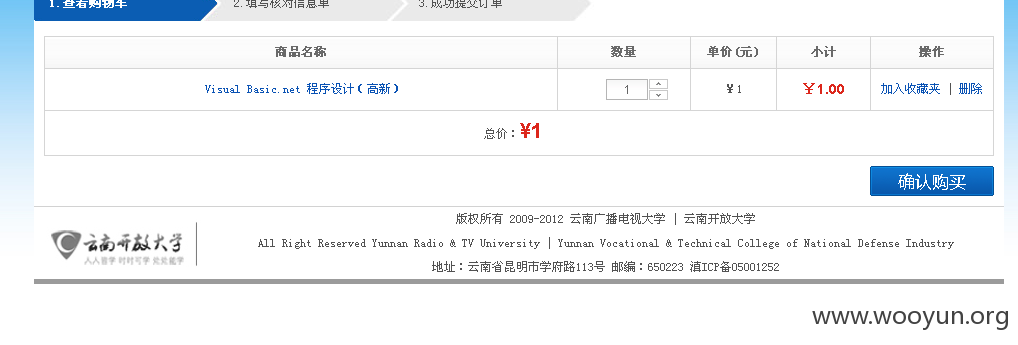 1.查看购物车 2.填写核对信息单 3.成功提交订单
商品名称 数量 单价(元) 小计 操作
Visual Basic.net 程序设计(高新) 1 ￥1 ￥1.00 加入收藏夹 | 删除
总价：¥1
确认购买
版权所有 2009-2012 云南广播电视大学 | 云南开放大学
All Right Reserved Yunnan Radio & TV University | Yunnan Vocational & Technical College of National Defense Industry
地址：云南省昆明市学府路113号 邮编：650223 滇ICP备05001252
云南开放大学
人人皆学 时时可学 处处能学
www.wooyun.org